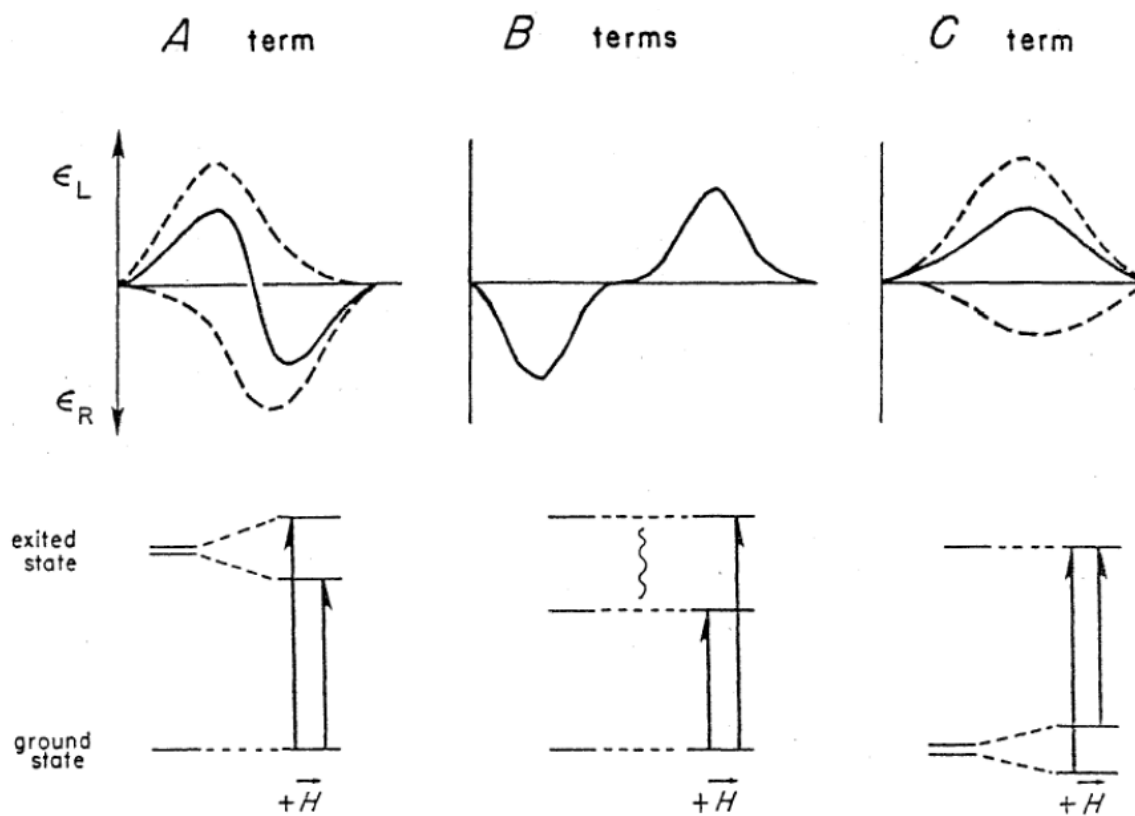 A term
B terms
C term
ϵL
ϵR
exited
state
ground
state
+H⃗
+H⃗
+H⃗